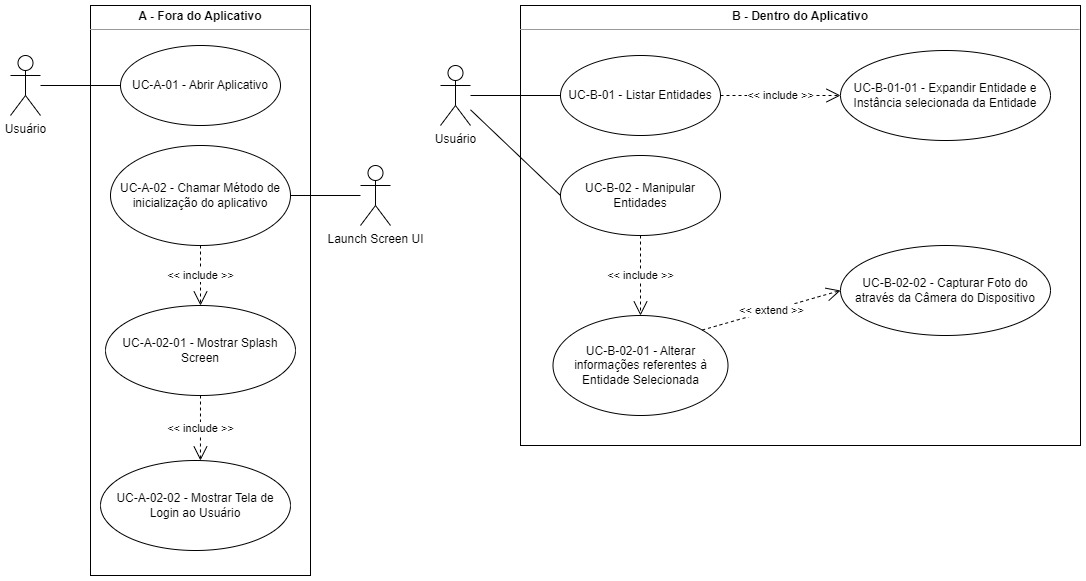 A - Fora do Aplicativo
UC-A-01 - Abrir Aplicativo
Usuário
UC-A-02 - Chamar Método de
inicialização do aplicativo
Launch Screen UI
<< include >>
UC-A-02-01 - Mostrar Splash
Screen
<< include >>
UC-A-02-02 - Mostrar Tela de
Login ao Usuário
B - Dentro do Aplicativo
Usuário
UC-B-01 - Listar Entidades
<< include >>
UC-B-01-01 - Expandir Entidade e
Instância selecionada da Entidade
UC-B-02 - Manipular
Entidades
<< include >>
UC-B-02-01 - Alterar
informações referentes à
Entidade Selecionada
<< extend >>
UC-B-02-02 - Capturar Foto do
através da Câmera do Dispositivo